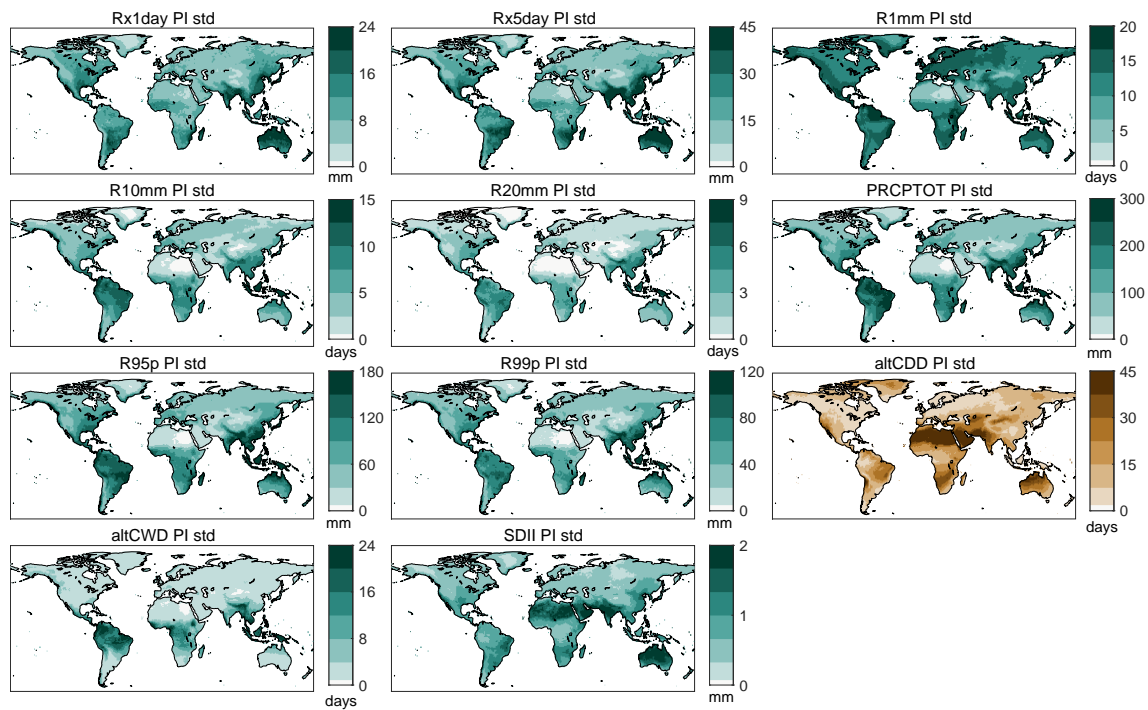 Rx1day PI std
24
16
8
0
mm
Rx5day PI std
45
30
15
0
mm
R1mm PI std
20
15
10
5
0
days
R10mm PI std
15
10
5
0
days
R20mm PI std
9
6
3
0
days
PRCPTOT PI std
300
200
100
0
mm
R95p PI std
180
120
60
0
mm
R99p PI std
120
80
40
0
mm
altCDD PI std
45
30
15
0
days
altCWD PI std
24
16
8
0
days
SDII PI std
2
1
0
mm